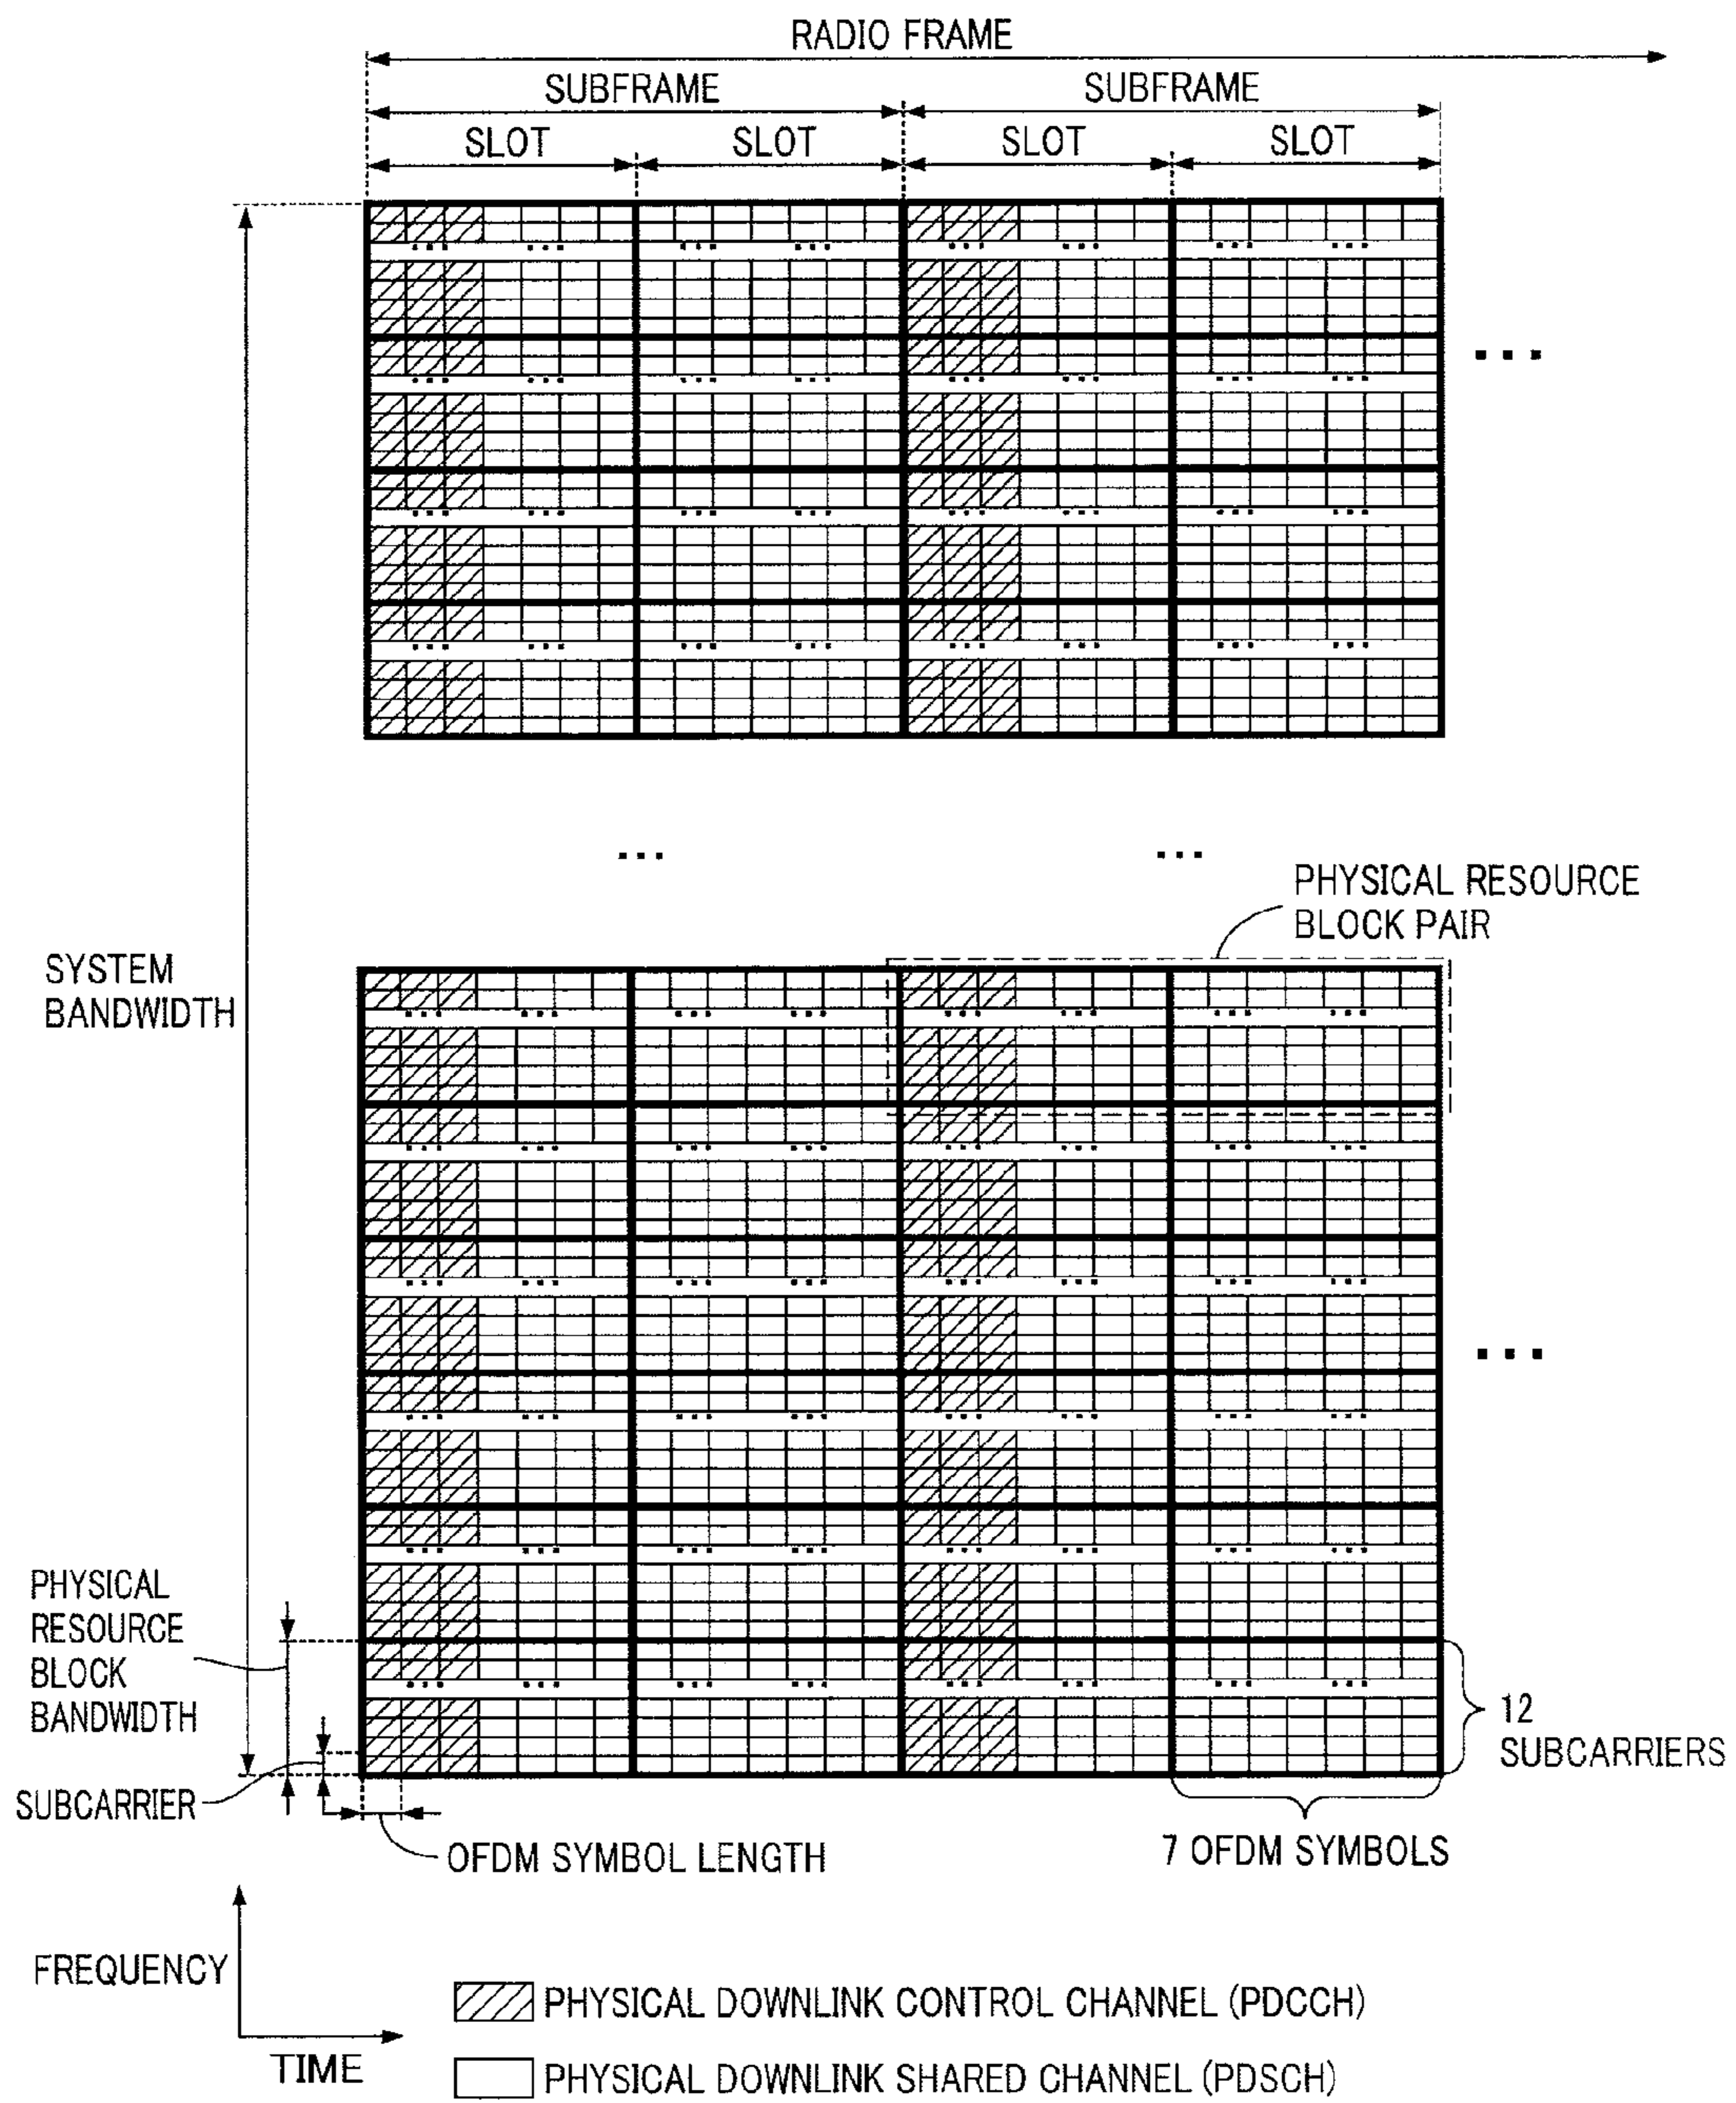 RADIO FRAME
SUBFRAME SUBFRAME
SLOT SLOT SLOT SLOT
PHYSICAL RESOURCE
BLOCK PAIR
SYSTEM
BANDWIDTH
PHYSICAL
RESOURCE
BLOCK
BANDWIDTH
12
SUBCARRIERS
SUBCARRIER
OFDM SYMBOL LENGTH
7 OFDM SYMBOLS
FREQUENCY
TIME
PHYSICAL DOWNLINK CONTROL CHANNEL (PDCCH)
PHYSICAL DOWNLINK SHARED CHANNEL (PDSCH)